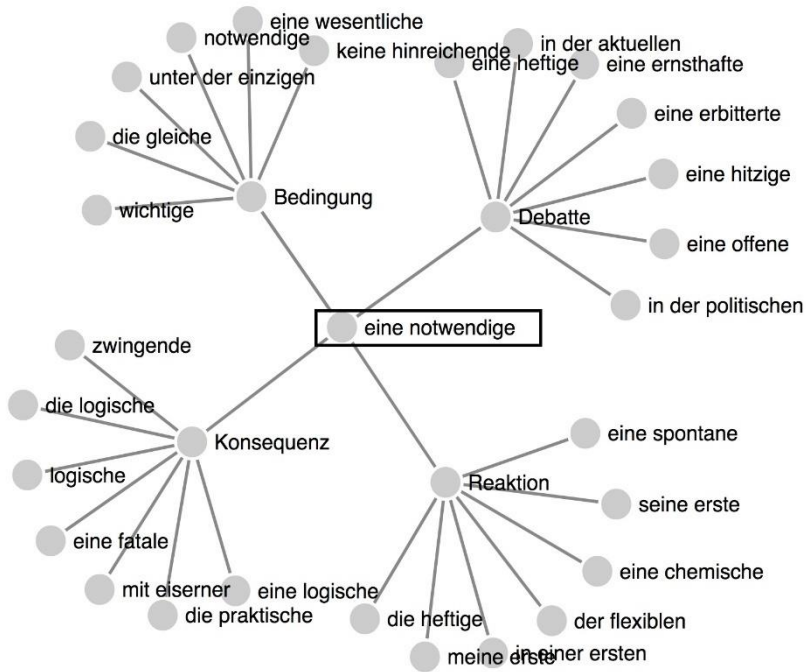 eine wesentliche
notwendige
keine hinreichende
unter der einzigen
die gleiche
wichtige
Bedingung
in der aktuellen
eine heftige
eine ernsthafte
eine erbitterte
eine hitzige
Debatte
eine offene
in der politischen
eine notwendige
zwingende
die logische
Konsequenz
logische
eine fatale
mit eiserner
eine logische
die praktische
eine spontane
Reaktion
seine erste
eine chemische
die heftige
der flexiblen
meine erste
in einer ersten